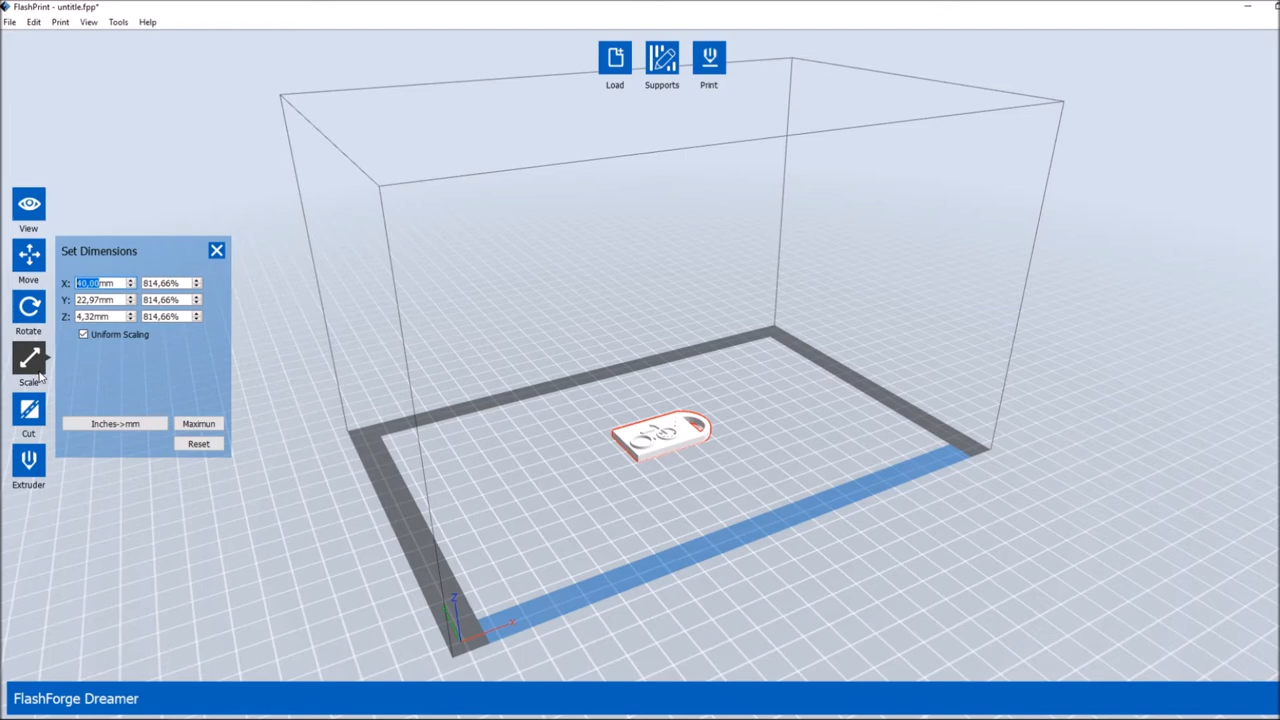 FlashPrint - untitle.fpp*
File Edit Print View Tools Help
Load Supports Print
View
Move
Rotate
Scale
Cut
Extruder
Set Dimensions
X: 40,00mm 814,66%
Y: 22,97mm 814,66%
Z: 4,32mm 814,66%
Uniform Scaling
Inches->mm Maximun
Reset
Z
X
FlashForge Dreamer